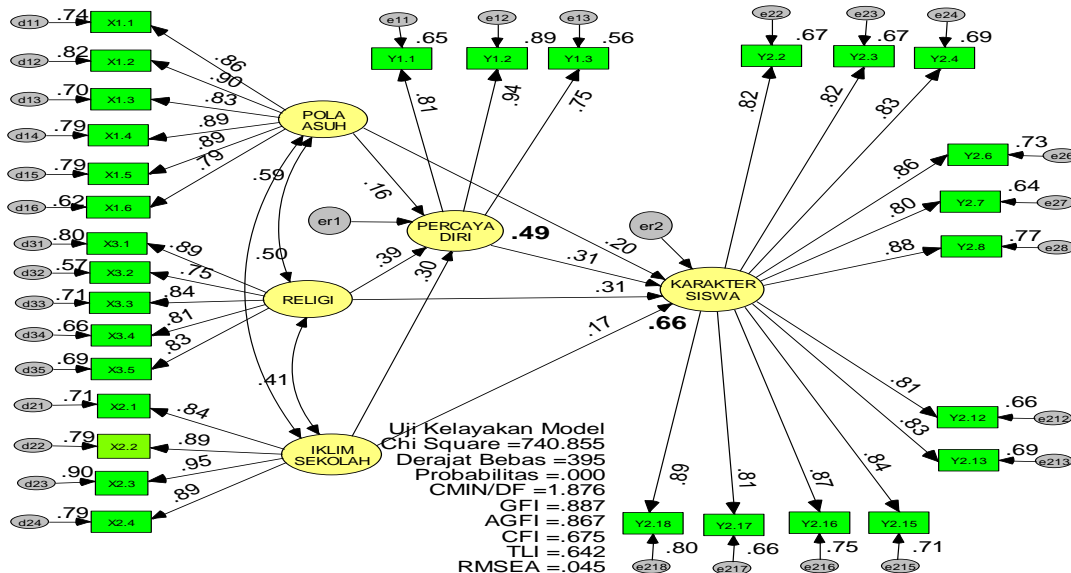 d11 .74 X1.1
d12 .82 X1.2
d13 .70 X1.3
d14 .79 X1.4
d15 .79 X1.5
d16 .62 X1.6
d31 .80 X3.1
d32 .57 X3.2
d33 .71 X3.3
d34 .66 X3.4
d35 .69 X3.5
d21 .71 X2.1
d22 .79 X2.2
d23 .90 X2.3
d24 .79 X2.4
.86
.90
.83
.89
.89
.79
.89
.75
.84
.81
.83
.84
.89
.95
.89
POLA
ASUH
RELIGI
IKLIM
SEKOLAH
.59
.50
.41
e11
e12
e13
.65
.89
.56
Y1.1
Y1.2
Y1.3
.81
.94
.75
.16
.39
.30
er1
PERCAYA
DIRI
.49
er2
.20
.31
.31
.17
KARAKTER
SISWA
.66
e22
e23
e24
.67
.67
.69
Y2.2
Y2.3
Y2.4
.82
.82
.83
.86
.80
.88
Y2.6 .73 e26
Y2.7 .64 e27
Y2.8 .77 e28
.81
.83
.84
.87
.81
.89
Y2.12 .66 e212
Y2.13 .69 e213
Y2.18
Y2.17
Y2.16
Y2.15
.80
.66
.75
.71
e218
e217
e216
e215
Uji Kelayakan Model
Chi Square =740.855
Derajat Bebas =395
Probabilitas =.000
CMIN/DF =1.876
GFI =.887
AGFI =.867
CFI =.675
TLI =.642
RMSEA =.045